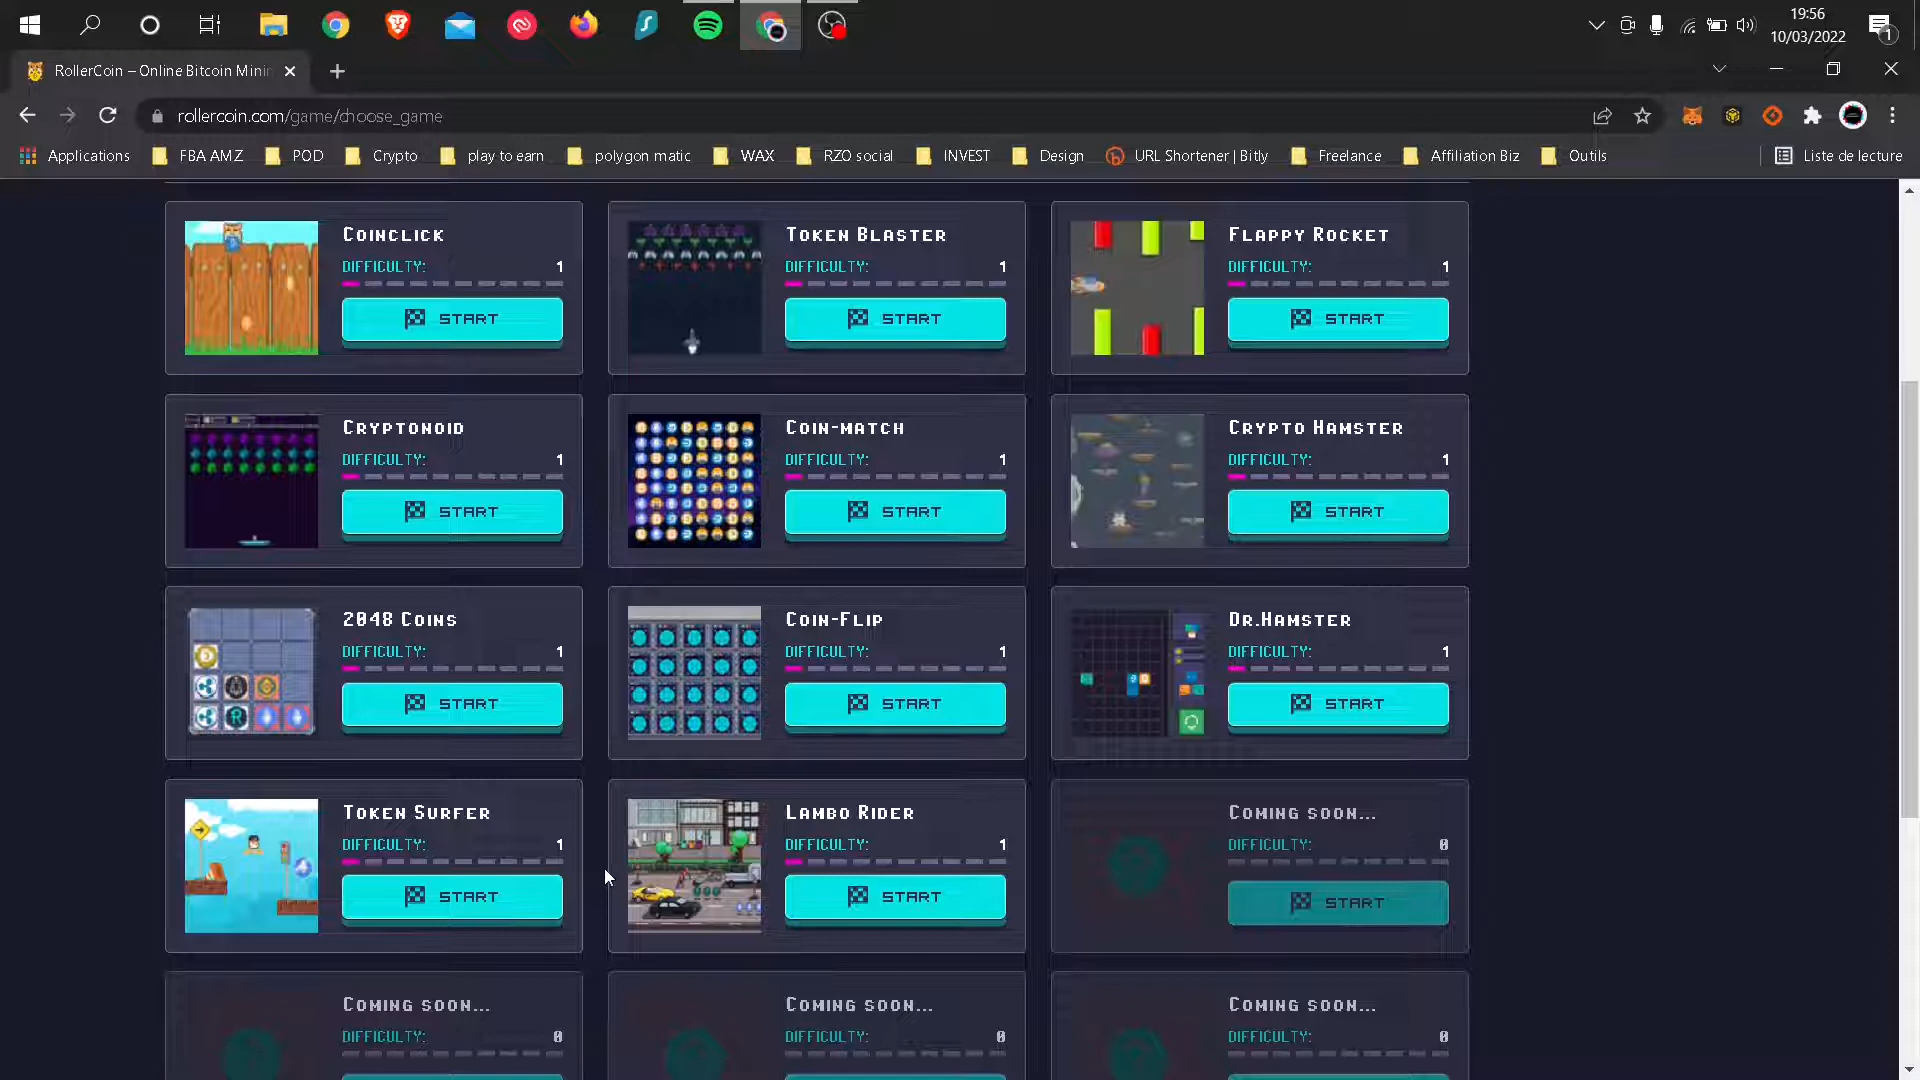 19:56
10/03/2022
1
RollerCoin – Online Bitcoin Minin
rollercoin.com/game/choose_game
Applications FBA AMZ POD Crypto play to earn polygon matic WAX RZO social INVEST Design URL Shortener | Bitly Freelance Affiliation Biz Outils Liste de lecture
Coinclick
DIFFICULTY: 1
START
Token Blaster
DIFFICULTY: 1
START
Flappy Rocket
DIFFICULTY: 1
START
Cryptonoid
DIFFICULTY: 1
START
Coin-match
DIFFICULTY: 1
START
Crypto Hamster
DIFFICULTY: 1
START
2048 Coins
DIFFICULTY: 1
START
Coin-Flip
DIFFICULTY: 1
START
Dr.Hamster
DIFFICULTY: 1
START
Token Surfer
DIFFICULTY: 1
START
Lambo Rider
DIFFICULTY: 1
START
Coming soon...
DIFFICULTY: 0
START
Coming soon...
DIFFICULTY: 0
Coming soon...
DIFFICULTY: 0
Coming soon...
DIFFICULTY: 0